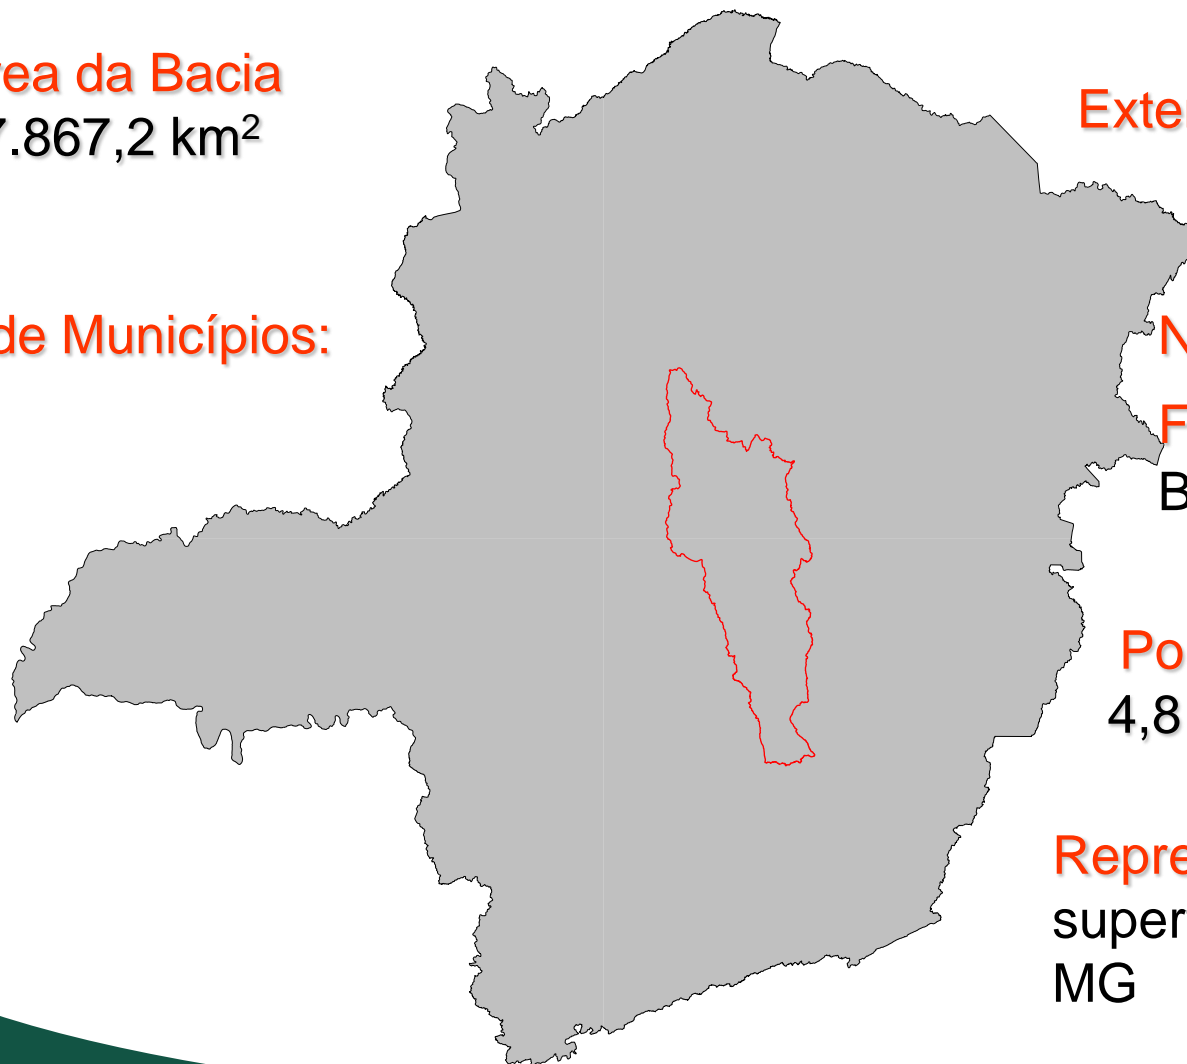 rea da Bacia
7.867,2 km²
de Municípios:
Exte
N
F
B
Po
4,8
Repre
super
MG